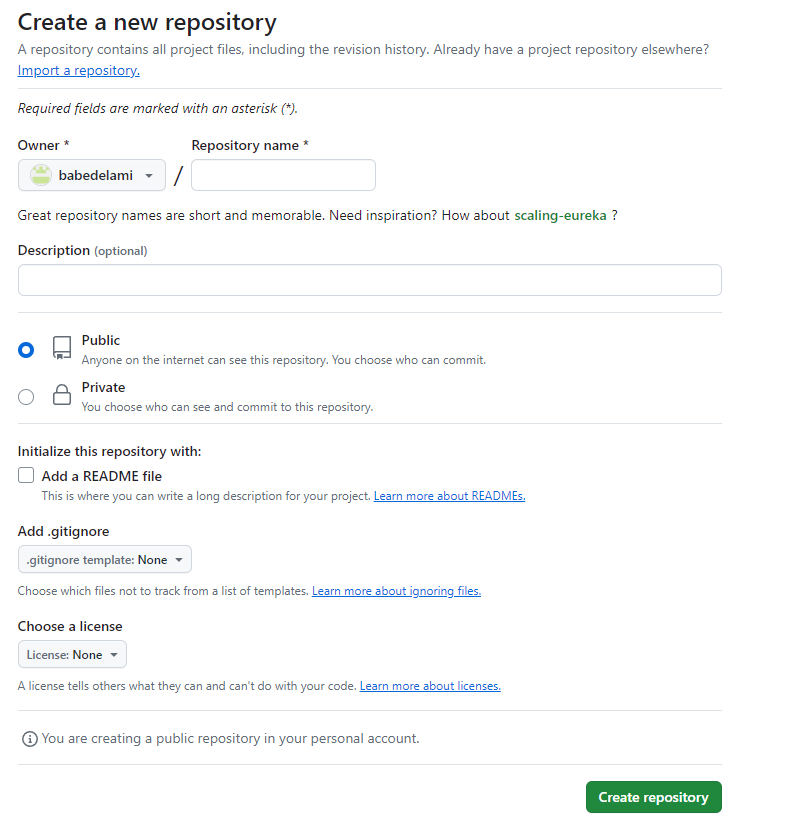 Create a new repository
A repository contains all project files, including the revision history. Already have a project repository elsewhere?
Import a repository.
Required fields are marked with an asterisk (*).
Owner * Repository name *
babedelami /
Great repository names are short and memorable. Need inspiration? How about scaling-eureka ?
Description (optional)
Public
Anyone on the internet can see this repository. You choose who can commit.
Private
You choose who can see and commit to this repository.
Initialize this repository with:
Add a README file
This is where you can write a long description for your project. Learn more about READMEs.
Add .gitignore
.gitignore template: None
Choose which files not to track from a list of templates. Learn more about ignoring files.
Choose a license
License: None
A license tells others what they can and can't do with your code. Learn more about licenses.
You are creating a public repository in your personal account.
Create repository